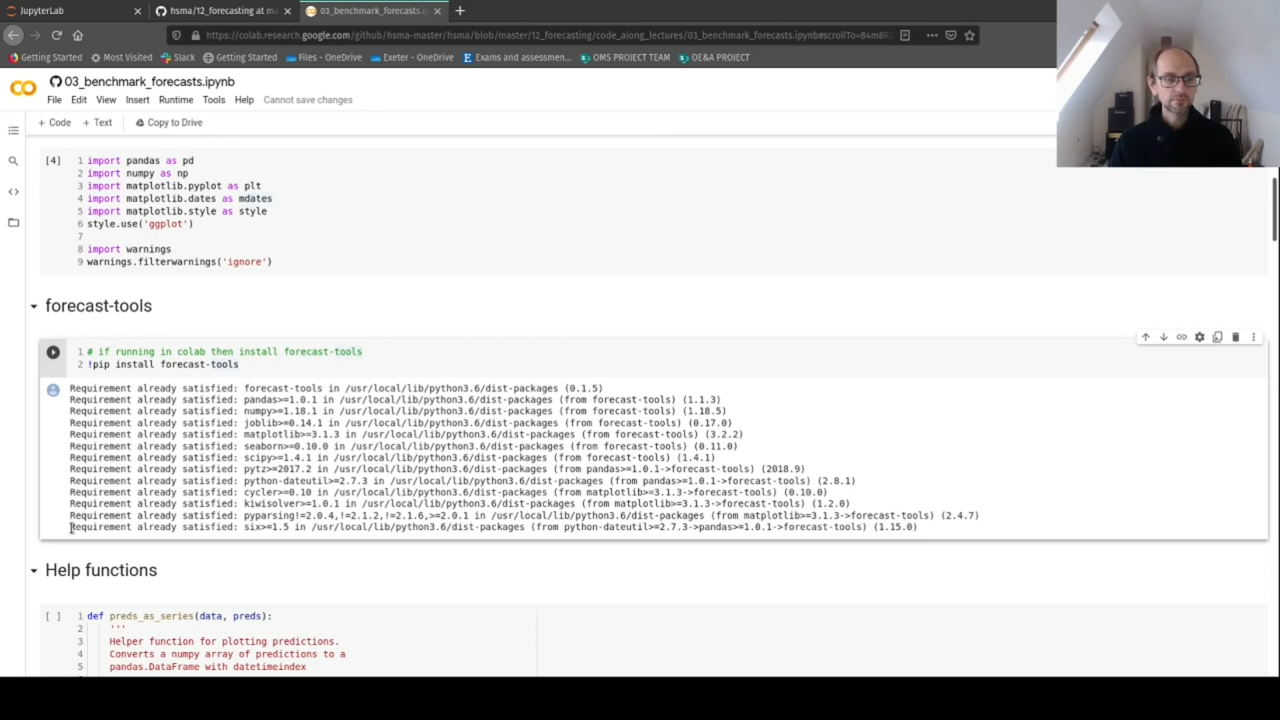 JupyterLab
hsma/12_forecasting at ma
03_benchmark_forecasts.i
https://colab.research.google.com/github/hsma-master/hsma/blob/master/12_forecasting/code_along_lectures/03_benchmark_forecasts.ipynb#scrollTo=84m8R
Getting Started
Most Visited
Slack
Getting Started
Files - OneDrive
Exeter - OneDrive
Exams and assessmen...
OMS PROJECT TEAM
OE&A PROJECT
03_benchmark_forecasts.ipynb
File Edit View Insert Runtime Tools Help Cannot save changes
+ Code + Text Copy to Drive
[4] 1 import pandas as pd
2 import numpy as np
3 import matplotlib.pyplot as plt
4 import matplotlib.dates as mdates
5 import matplotlib.style as style
6 style.use('ggplot')
7
8 import warnings
9 warnings.filterwarnings('ignore')
forecast-tools
1 # if running in colab then install forecast-tools
2 !pip install forecast-tools
Requirement already satisfied: forecast-tools in /usr/local/lib/python3.6/dist-packages (0.1.5)
Requirement already satisfied: pandas>=1.0.1 in /usr/local/lib/python3.6/dist-packages (from forecast-tools) (1.1.3)
Requirement already satisfied: numpy>=1.18.1 in /usr/local/lib/python3.6/dist-packages (from forecast-tools) (1.18.5)
Requirement already satisfied: joblib>=0.14.1 in /usr/local/lib/python3.6/dist-packages (from forecast-tools) (0.17.0)
Requirement already satisfied: matplotlib>=3.1.3 in /usr/local/lib/python3.6/dist-packages (from forecast-tools) (3.2.2)
Requirement already satisfied: seaborn>=0.10.0 in /usr/local/lib/python3.6/dist-packages (from forecast-tools) (0.11.0)
Requirement already satisfied: scipy>=1.4.1 in /usr/local/lib/python3.6/dist-packages (from forecast-tools) (1.4.1)
Requirement already satisfied: pytz>=2017.2 in /usr/local/lib/python3.6/dist-packages (from pandas>=1.0.1->forecast-tools) (2018.9)
Requirement already satisfied: python-dateutil>=2.7.3 in /usr/local/lib/python3.6/dist-packages (from pandas>=1.0.1->forecast-tools) (2.8.1)
Requirement already satisfied: cycler>=0.10 in /usr/local/lib/python3.6/dist-packages (from matplotlib>=3.1.3->forecast-tools) (0.10.0)
Requirement already satisfied: kiwisolver>=1.0.1 in /usr/local/lib/python3.6/dist-packages (from matplotlib>=3.1.3->forecast-tools) (1.2.0)
Requirement already satisfied: pyparsing!=2.0.4,!=2.1.2,!=2.1.6,>=2.0.1 in /usr/local/lib/python3.6/dist-packages (from matplotlib>=3.1.3->forecast-tools) (2.4.7)
Requirement already satisfied: six>=1.5 in /usr/local/lib/python3.6/dist-packages (from python-dateutil>=2.7.3->pandas>=1.0.1->forecast-tools) (1.15.0)
Help functions
[ ] 1 def preds_as_series(data, preds):
2 '''
3 Helper function for plotting predictions.
4 Converts a numpy array of predictions to a
5 pandas.DataFrame with datetimeindex